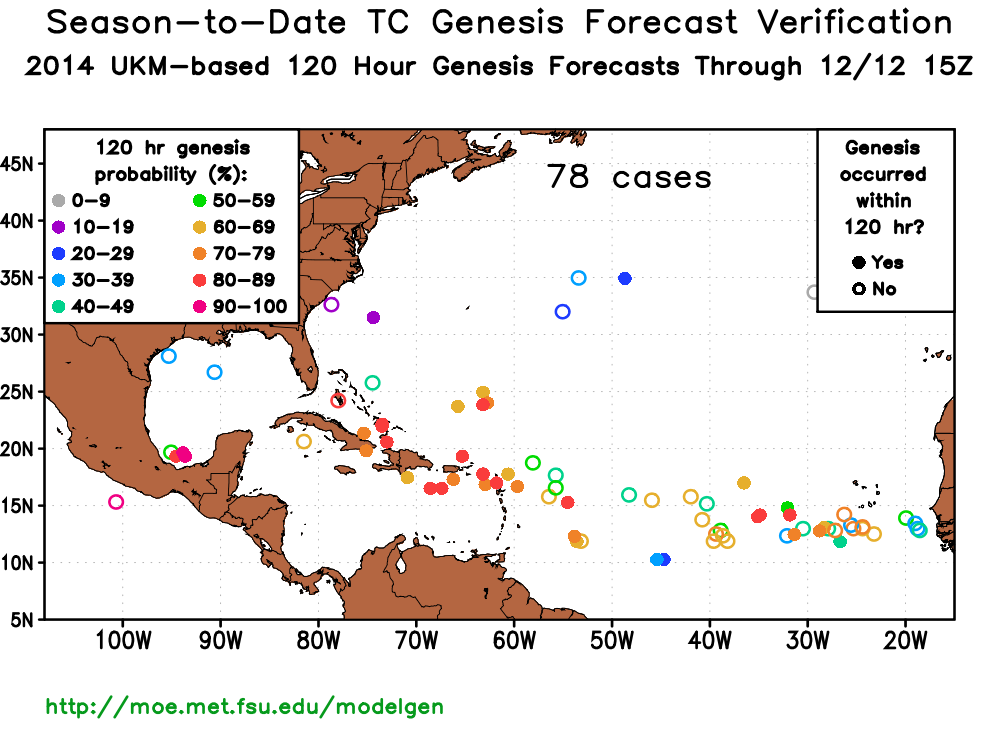 Season-to-Date TC Genesis Forecast Verification
2014 UKM-based 120 Hour Genesis Forecasts Through 12/12 15Z
120 hr genesis
probability (%):
0-9
50-59
10-19
60-69
20-29
70-79
30-39
80-89
40-49
90-100
78 cases
Genesis
occurred
within
120 hr?
Yes
No
45N
40N
35N
30N
25N
20N
15N
10N
5N
100W 90W 80W 70W 60W 50W 40W 30W 20W
http://moe.met.fsu.edu/modelgen